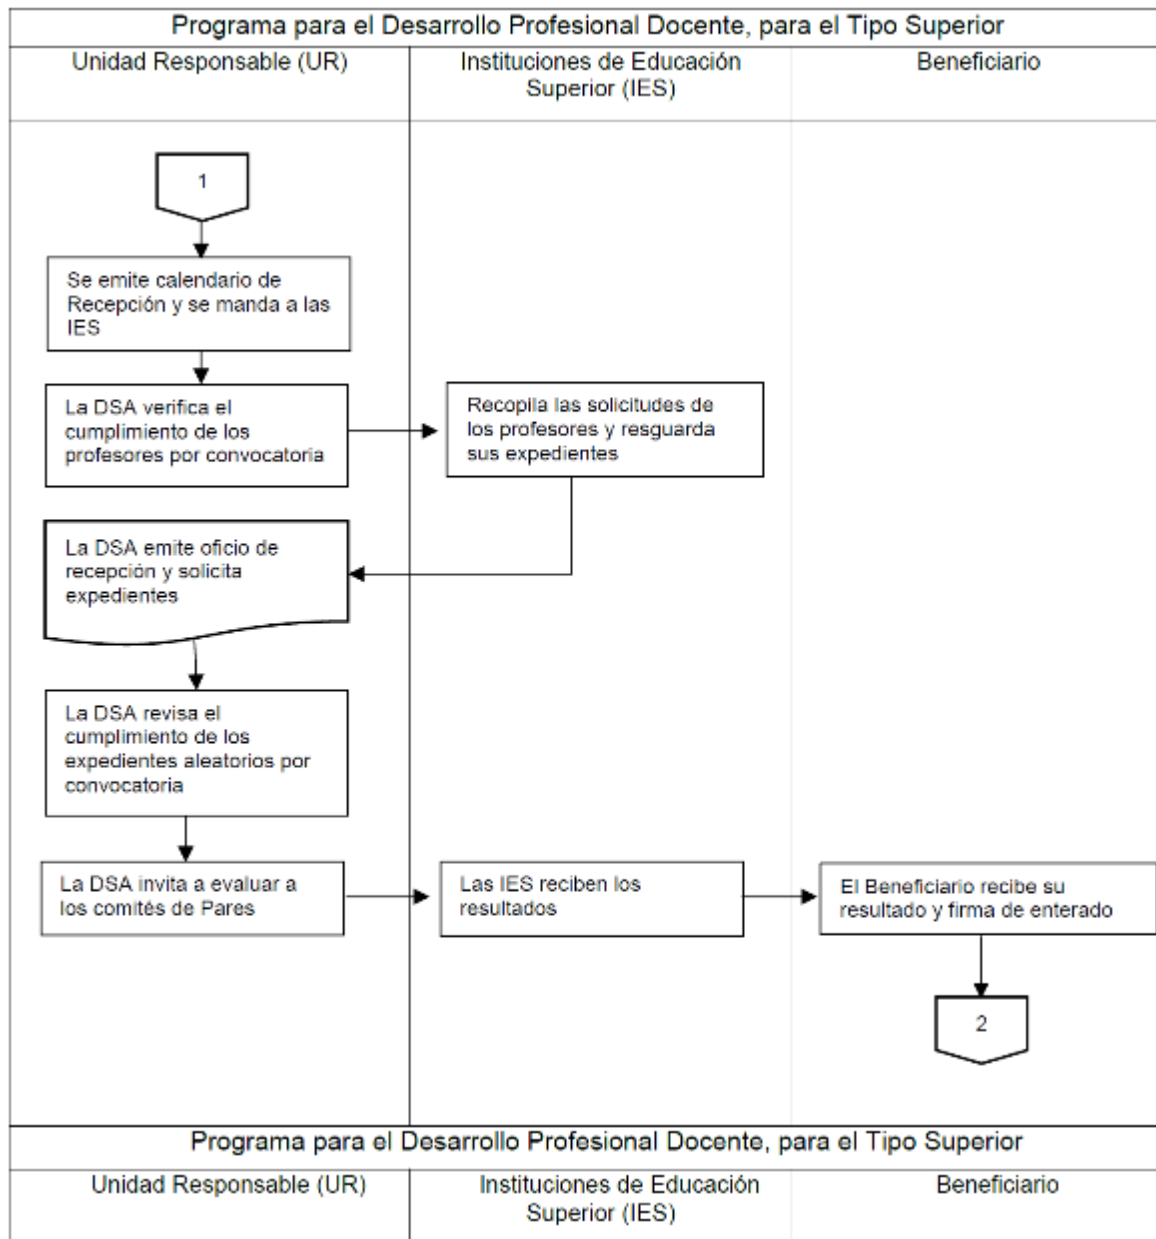 Programa para el Desarrollo Profesional Docente, para el Tipo Superior
Unidad Responsable (UR)
Instituciones de Educación
Superior (IES)
Beneficiario
1
Se emite calendario de
Recepción y se manda a las
IES
La DSA verifica el
cumplimiento de los
profesores por convocatoria
Recopila las solicitudes de
los profesores y resguarda
sus expedientes
La DSA emite oficio de
recepción y solicita
expedientes
La DSA revisa el
cumplimiento de los
expedientes aleatorios por
convocatoria
La DSA invita a evaluar a
los comités de Pares
Las IES reciben los
resultados
El Beneficiario recibe su
resultado y firma de enterado
2
Programa para el Desarrollo Profesional Docente, para el Tipo Superior
Unidad Responsable (UR)
Instituciones de Educación
Superior (IES)
Beneficiario